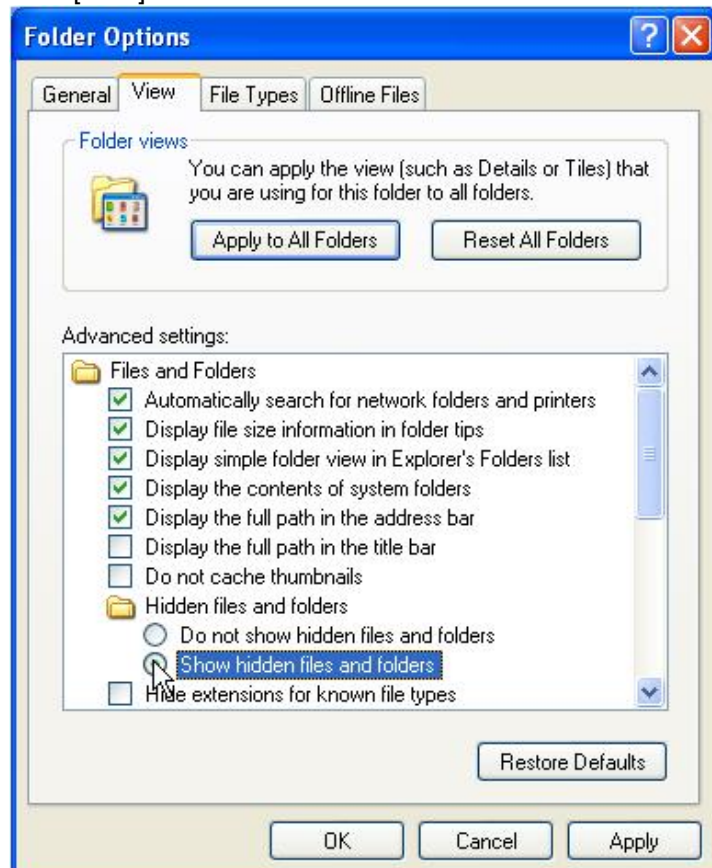 Folder Options
General View File Types Offline Files
Folder views
You can apply the view (such as Details or Tiles) that
you are using for this folder to all folders.
Apply to All Folders Reset All Folders
Advanced settings:
Files and Folders
Automatically search for network folders and printers
Display file size information in folder tips
Display simple folder view in Explorer's Folders list
Display the contents of system folders
Display the full path in the address bar
Display the full path in the title bar
Do not cache thumbnails
Hidden files and folders
Do not show hidden files and folders
Show hidden files and folders
Hide extensions for known file types
Restore Defaults
OK Cancel Apply